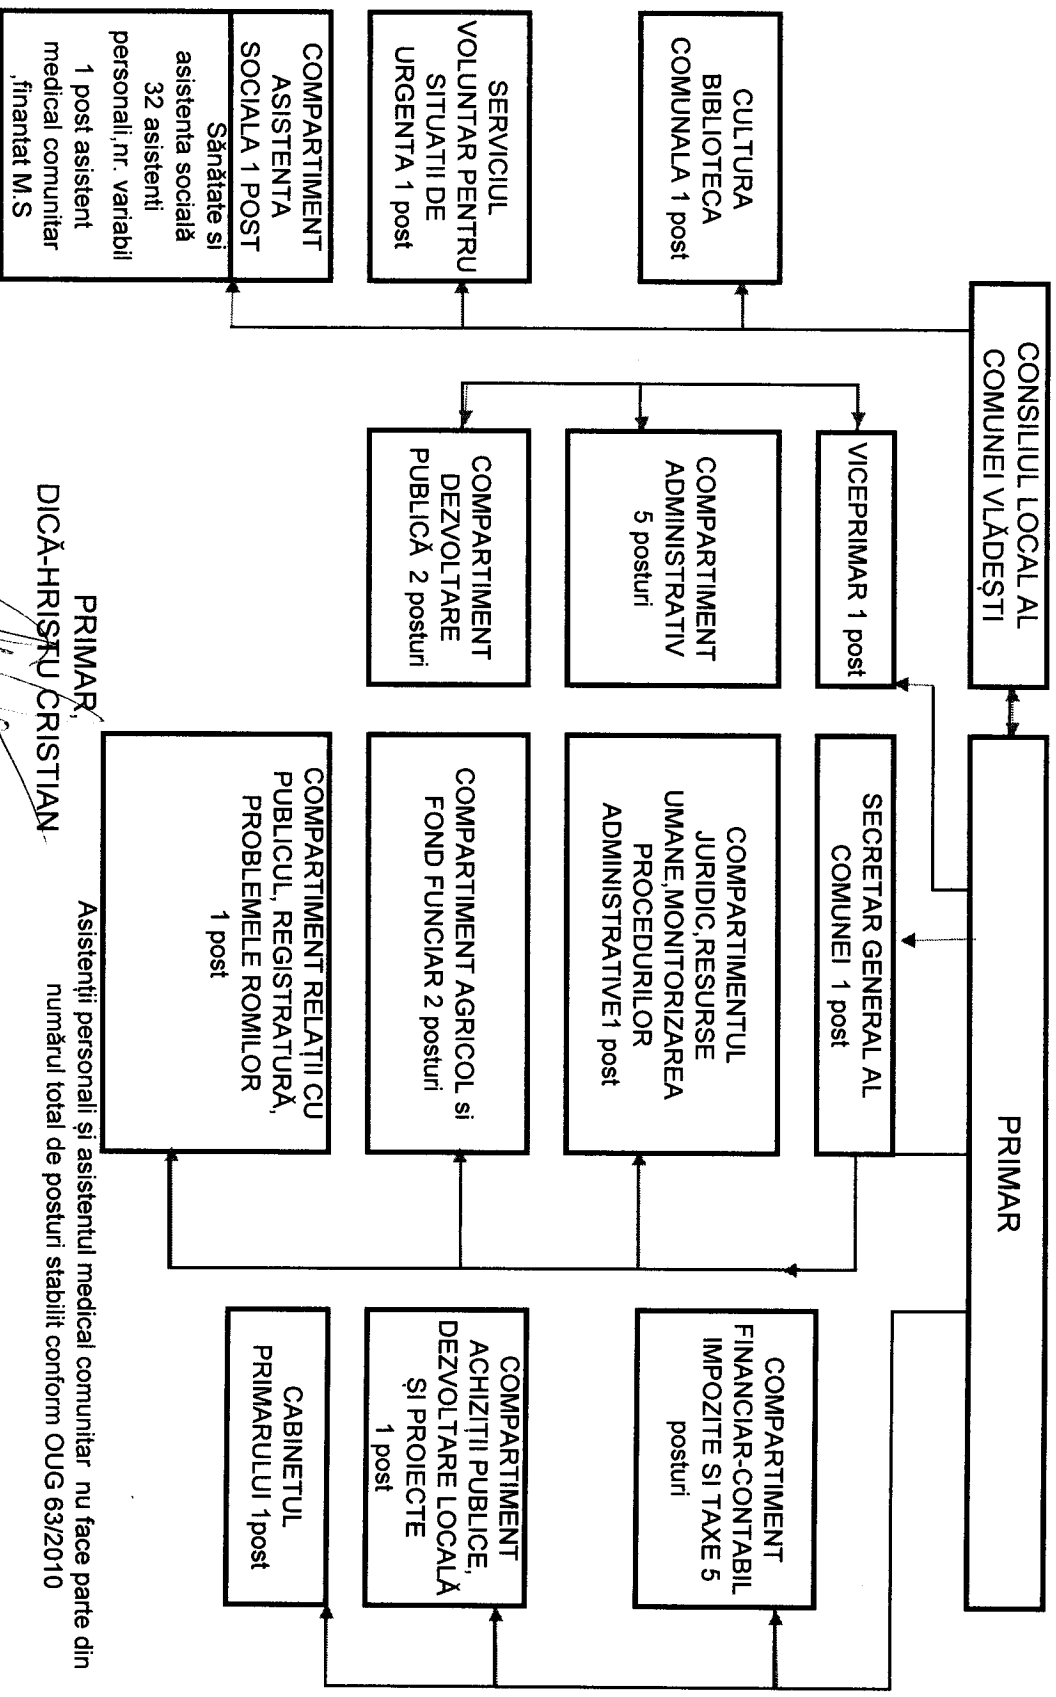 CONSILIUL LOCAL AL
COMUNEI VLĂDEȘTI
PRIMAR
CULTURA
BIBLIOTECA
COMUNALA 1 post
VICEPRIMAR 1 post
SECRETAR GENERAL AL
COMUNEI 1 post
COMPARTIMENT
FINANCIAR-CONTABIL
IMPOZITE SI TAXE 5
posturi
SERVICIUL
VOLUNTAR PENTRU
SITUATII DE
URGENTA 1 post
COMPARTIMENT
ADMINISTRATIV
5 posturi
COMPARTIMENTUL
JURIDIC,RESURSE
UMANE,MONITORIZAREA
PROCEDURILOR
ADMINISTRATIVE1 post
COMPARTIMENT
ACHIZIȚII PUBLICE,
DEZVOLTARE LOCALĂ
ȘI PROIECTE
1 post
COMPARTIMENT
ASISTENTA
SOCIALA 1 POST
Sănătate si
asistenta socială
32 asistenti
personali,nr. variabil
1 post asistent
medical comunitar
,finantat M.S
COMPARTIMENT
DEZVOLTARE
PUBLICĂ 2 posturi
COMPARTIMENT AGRICOL si
FOND FUNCIAR 2 posturi
CABINETUL
PRIMARULUI 1post
COMPARTIMENT RELAȚII CU
PUBLICUL, REGISTRATURĂ,
PROBLEMELE ROMILOR
1 post
PRIMAR,
DICĂ-HRISTU CRISTIAN
Asistenții personali și asistentul medical comunitar nu face parte din
numărul total de posturi stabilit conform OUG 63/2010